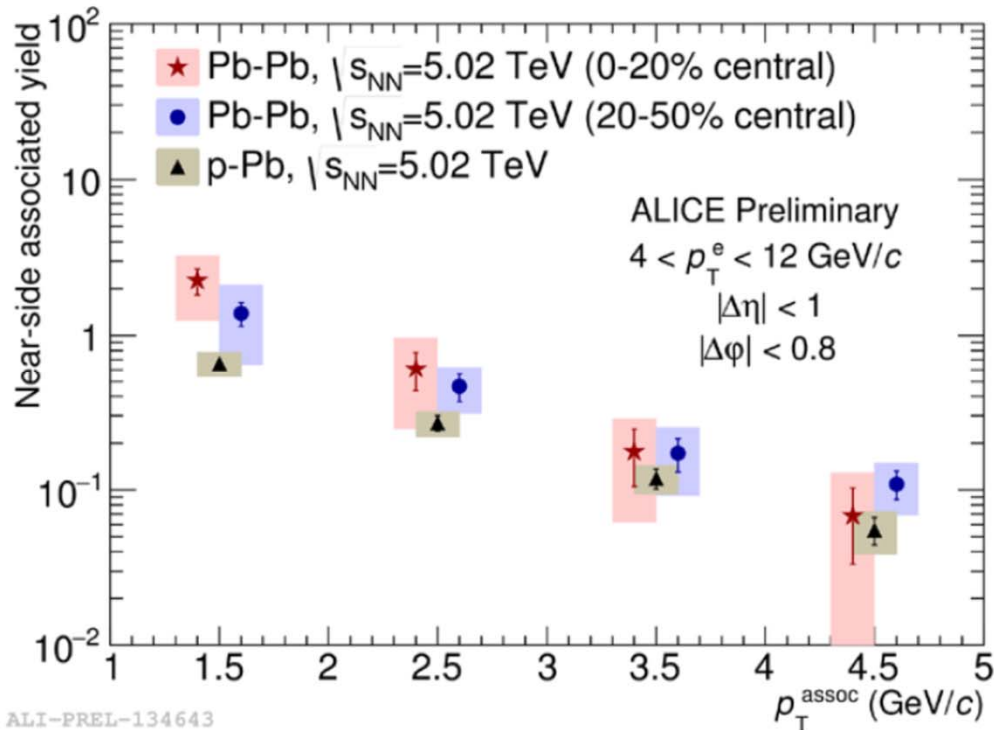 Near-side associated yield
10²
10
1
10⁻¹
10⁻²
Pb-Pb, √sNN=5.02 TeV (0-20% central)
Pb-Pb, √sNN=5.02 TeV (20-50% central)
p-Pb, √sNN=5.02 TeV
ALICE Preliminary
4 < pTᵉ < 12 GeV/c
|Δη| < 1
|Δφ| < 0.8
1 1.5 2 2.5 3 3.5 4 4.5 5
pT assoc (GeV/c)
ALI-PREL-134643